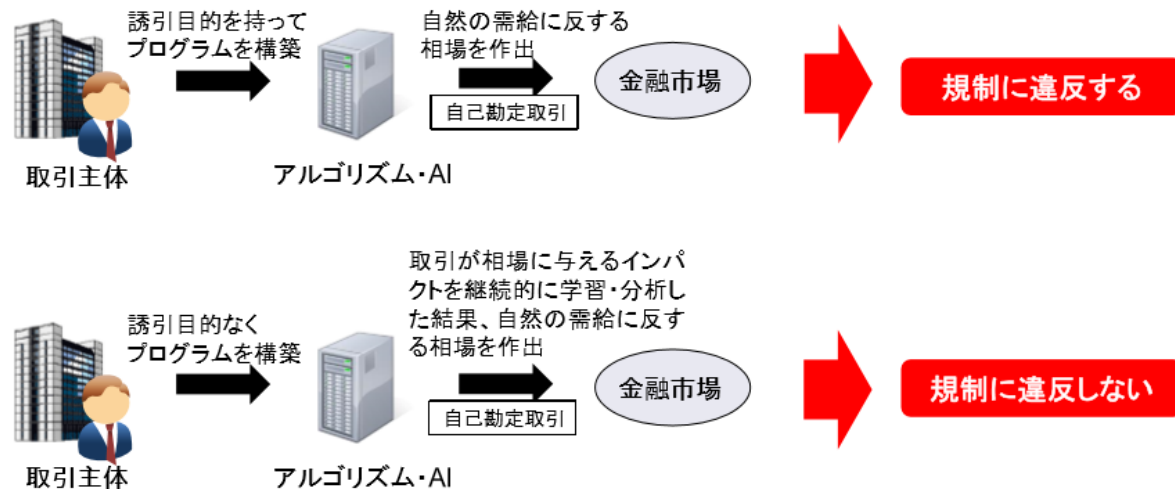 誘引目的を持って
プログラムを構築
自然の需給に反する
相場を作出
自己勘定取引
金融市場
規制に違反する
取引主体
アルゴリズム・AI
取引が相場に与えるインパ
クトを継続的に学習・分析し
た結果、自然の需給に反す
る相場を作出
誘引目的なく
プログラムを構築
自己勘定取引
金融市場
規制に違反しない
取引主体
アルゴリズム・AI